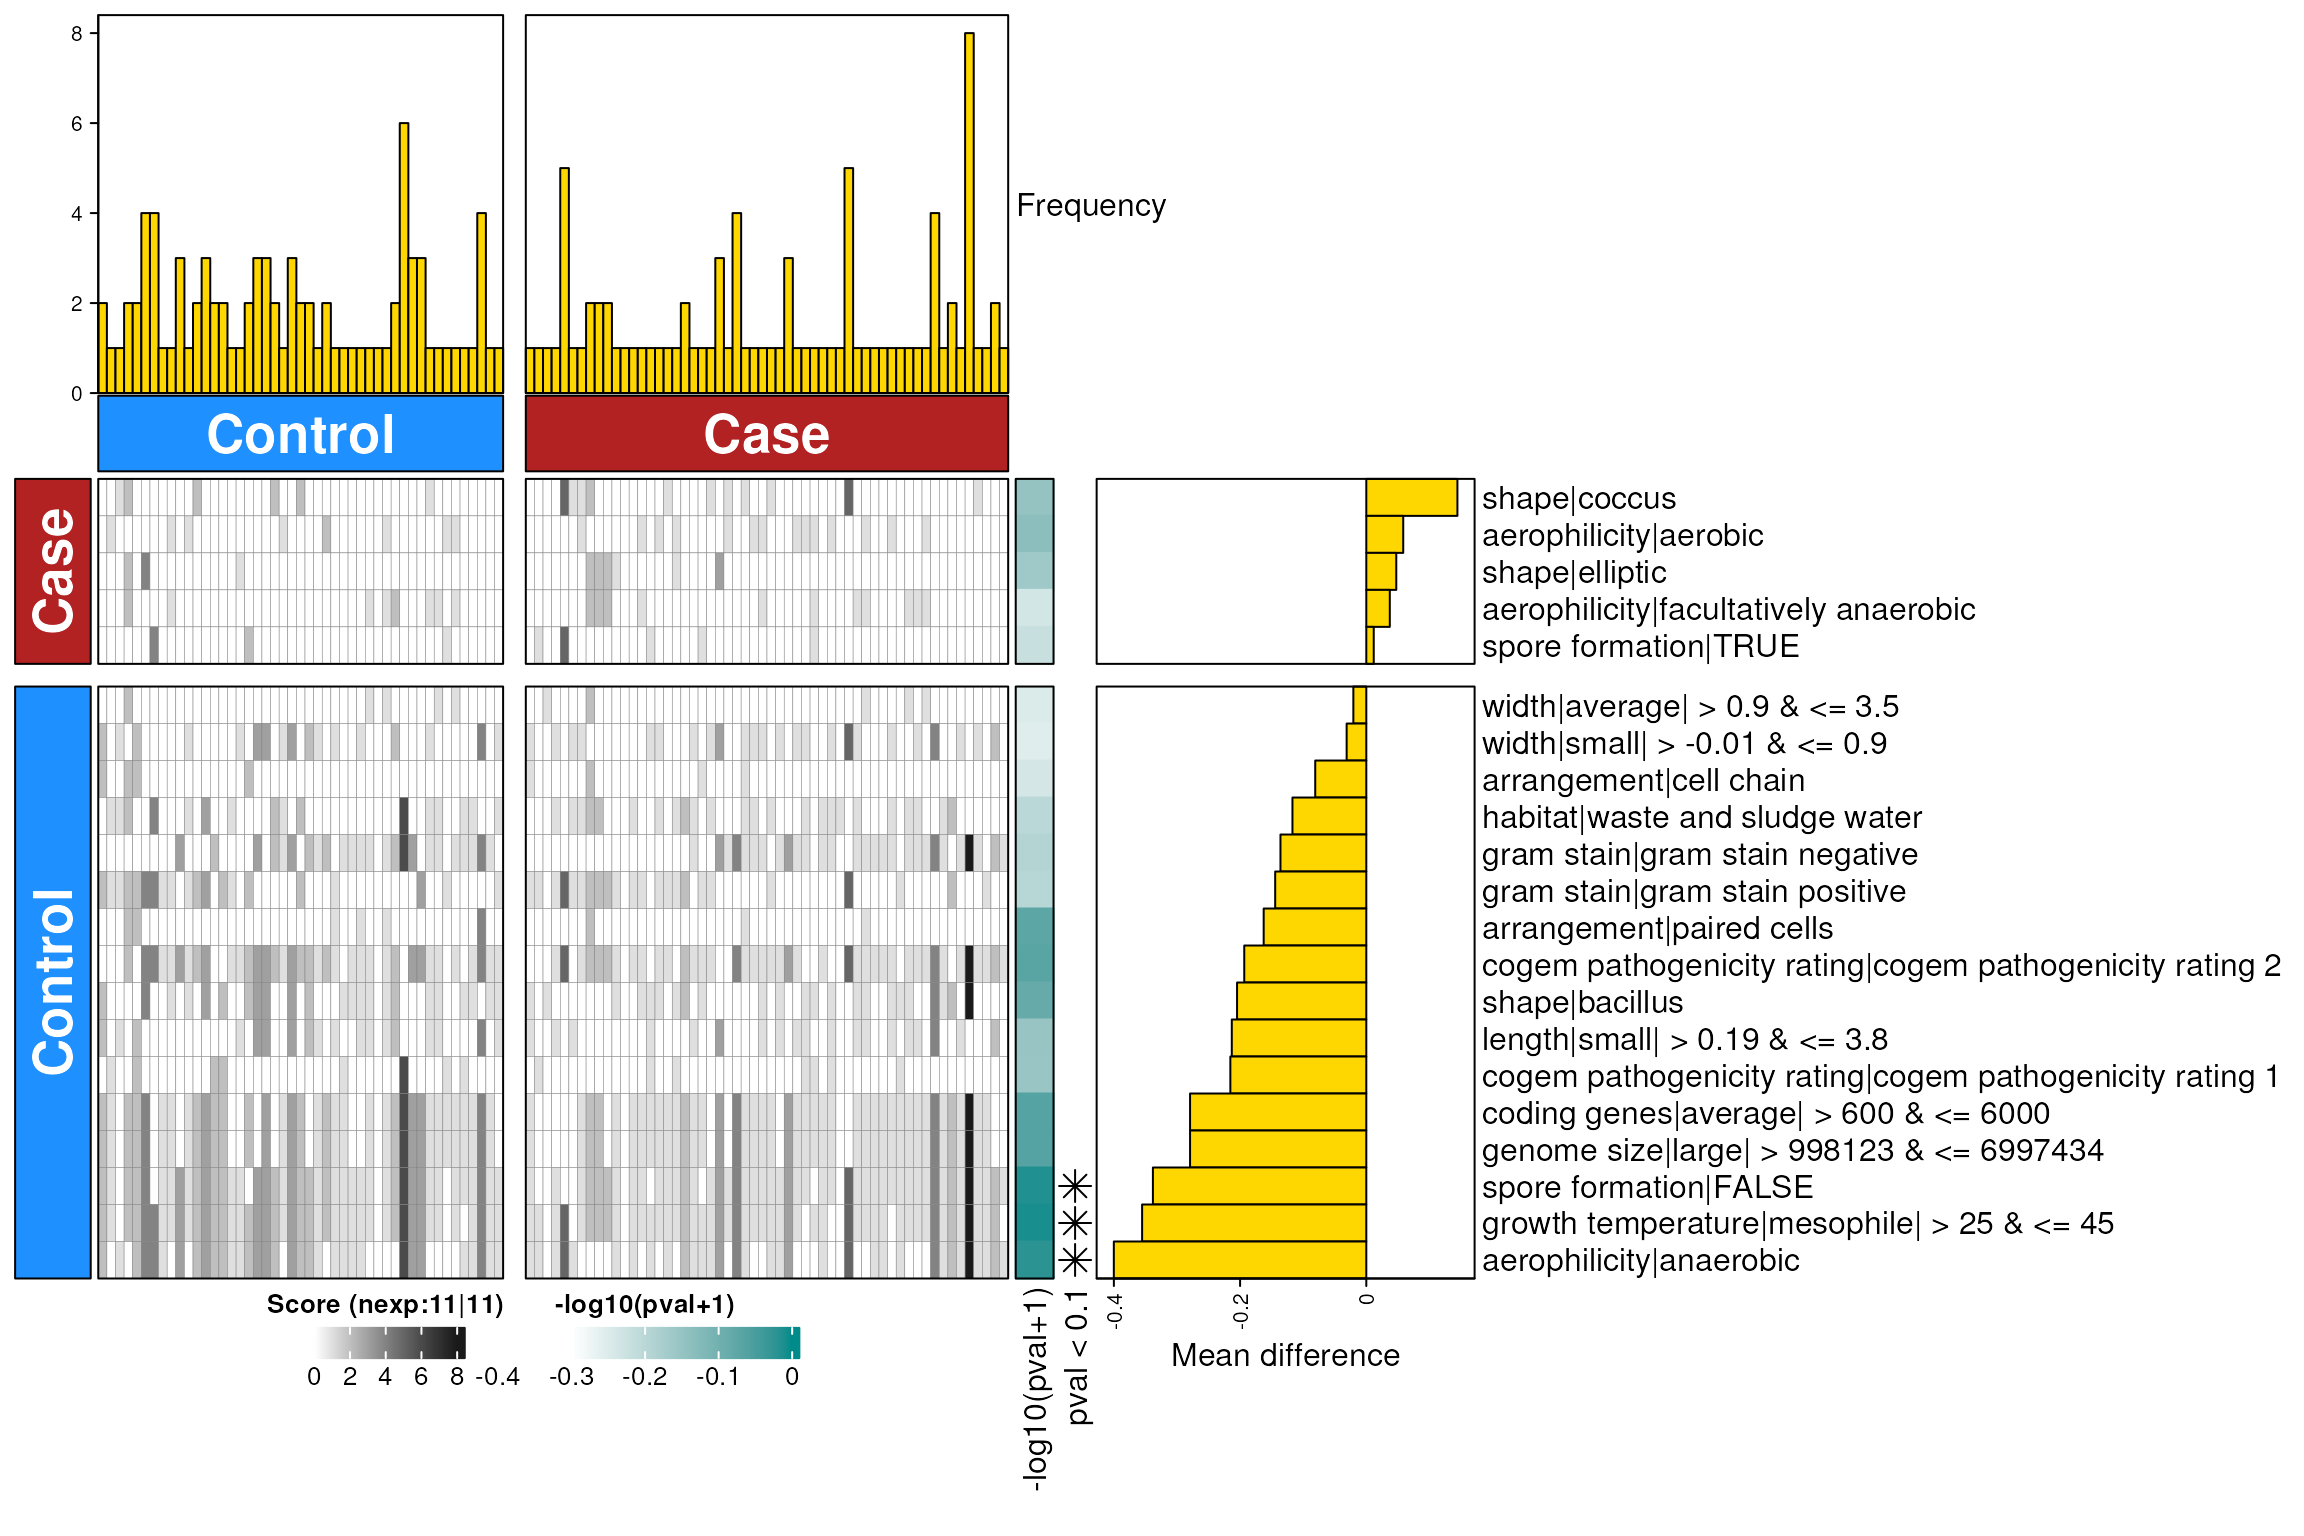 8
6
4
2
0
Frequency
Control
Case
Case
shape|coccus
aerophilicity|aerobic
shape|elliptic
aerophilicity|facultatively anaerobic
spore formation|TRUE
Control
width|average| > 0.9 & <= 3.5
width|small| > -0.01 & <= 0.9
arrangement|cell chain
habitat|waste and sludge water
gram stain|gram stain negative
gram stain|gram stain positive
arrangement|paired cells
cogem pathogenicity rating|cogem pathogenicity rating 2
shape|bacillus
length|small| > 0.19 & <= 3.8
cogem pathogenicity rating|cogem pathogenicity rating 1
coding genes|average| > 600 & <= 6000
genome size|large| > 998123 & <= 6997434
spore formation|FALSE
growth temperature|mesophile| > 25 & <= 45
aerophilicity|anaerobic
-0.4 -0.2 0
Mean difference
-log10(pval+1)
pval < 0.1
Score (nexp:11|11)
0 2 4 6 8
-log10(pval+1)
-0.4 -0.3 -0.2 -0.1 0